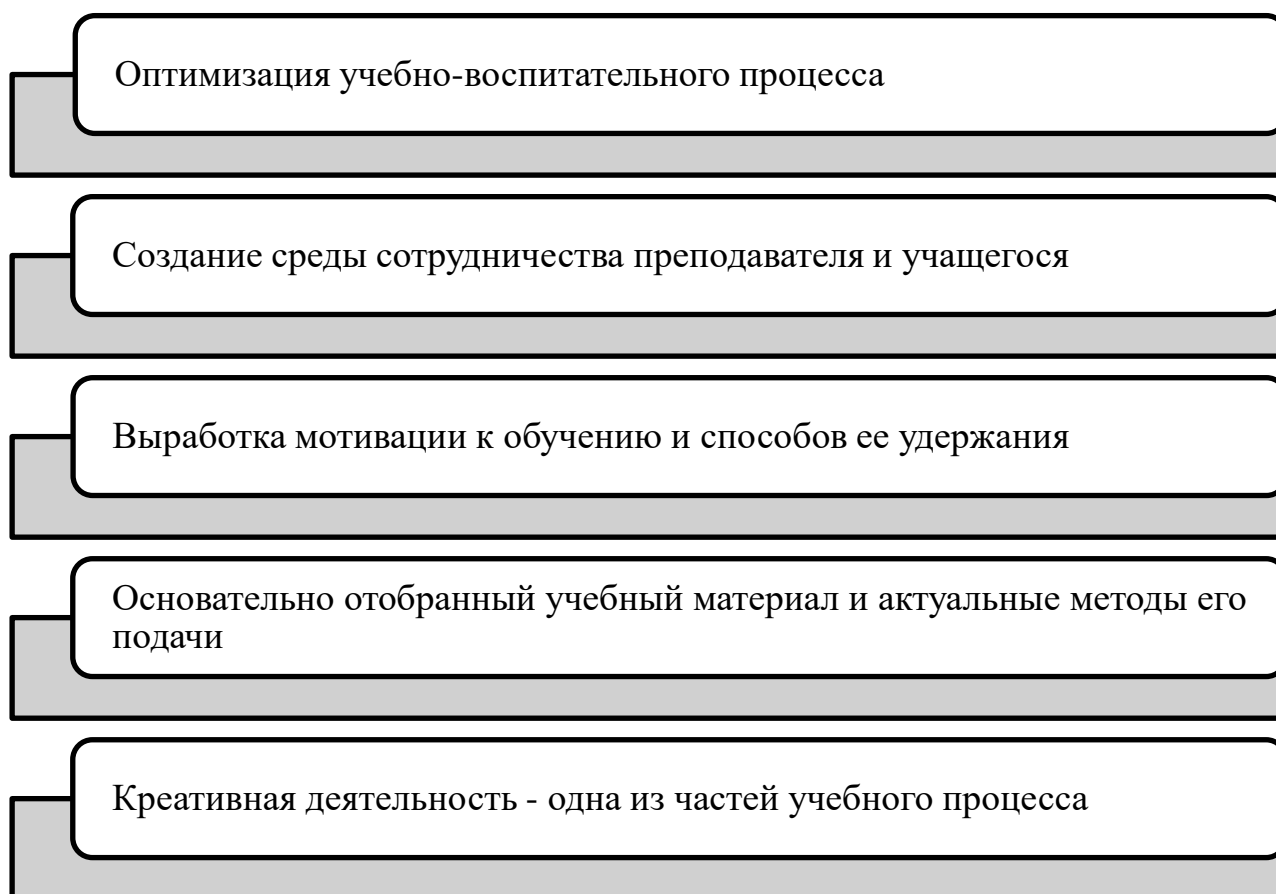 Оптимизация учебно-воспитательного процесса
Создание среды сотрудничества преподавателя и учащегося
Выработка мотивации к обучению и способов ее удержания
Основательно отобранный учебный материал и актуальные методы его
подачи
Креативная деятельность - одна из частей учебного процесса